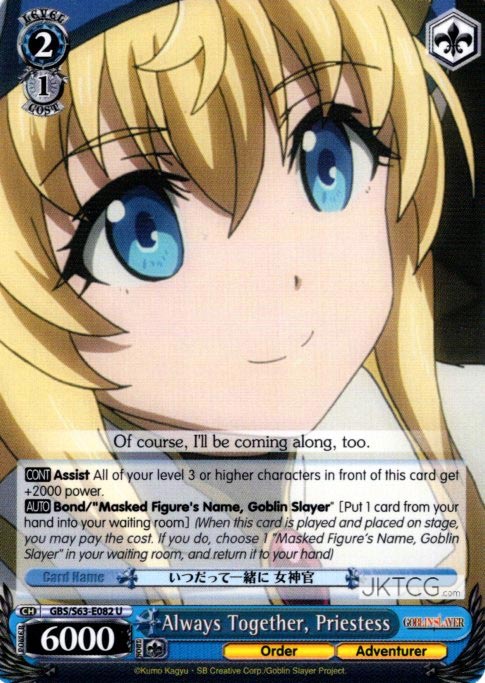 LEVEL
2
1
COST
Of course, I'll be coming along, too.
CONT Assist All of your level 3 or higher characters in front of this card get
+2000 power.
AUTO Bond/"Masked Figure's Name, Goblin Slayer" [Put 1 card from your
hand into your waiting room] (When this card is played and placed on stage,
you may pay the cost. If you do, choose 1 "Masked Figure's Name, Goblin
Slayer" in your waiting room, and return it to your hand)
Card Name いつだって一緒に 女神官
JKTCG.com
CH GBS/S63-E082 U
Always Together, Priestess
GOBLIN SLAYER
POWER
6000
SOUL
Order
Adventurer
©Kumo Kagyu・SB Creative Corp./Goblin Slayer Project.